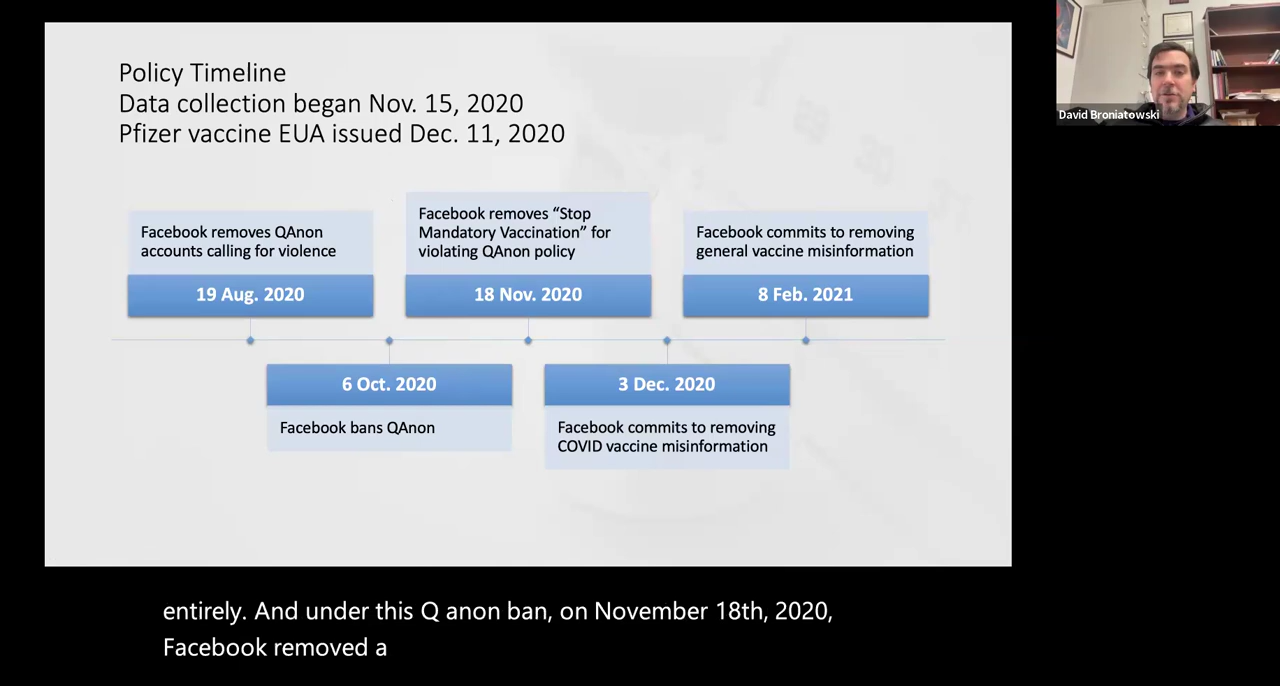 Policy Timeline
Data collection began Nov. 15, 2020
Pfizer vaccine EUA issued Dec. 11, 2020
David Broniatowski
Facebook removes QAnon
accounts calling for violence
19 Aug. 2020
Facebook removes “Stop
Mandatory Vaccination” for
violating QAnon policy
18 Nov. 2020
Facebook commits to removing
general vaccine misinformation
8 Feb. 2021
6 Oct. 2020
Facebook bans QAnon
3 Dec. 2020
Facebook commits to removing
COVID vaccine misinformation
entirely. And under this Q anon ban, on November 18th, 2020,
Facebook removed a